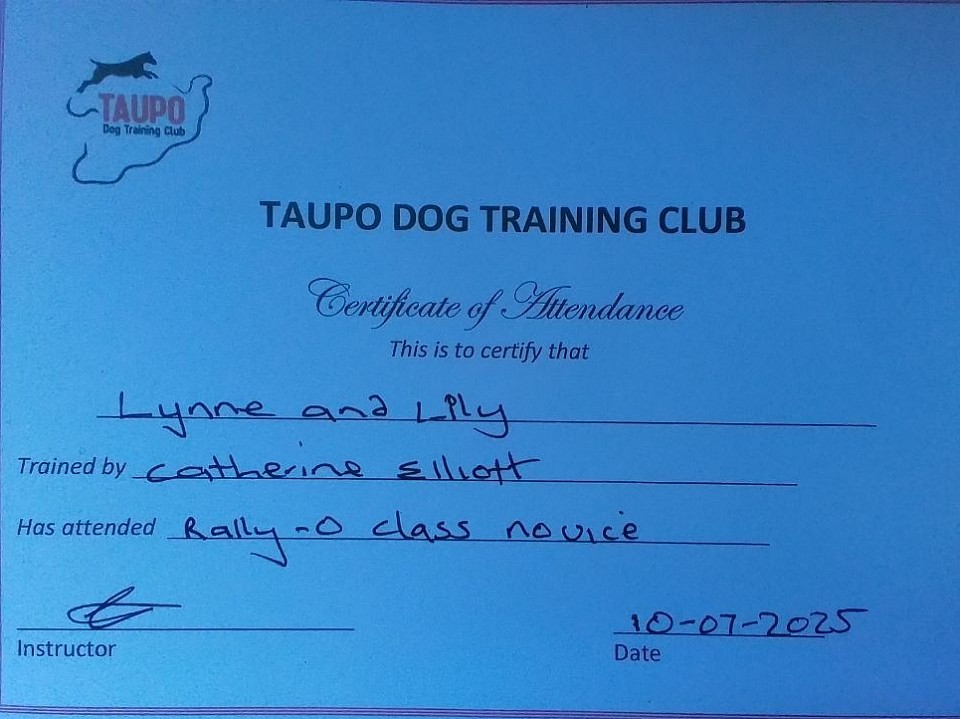 TAUPO
Dog Training Club
TAUPO DOG TRAINING CLUB
Certificate of Attendance
This is to certify that
Lynne and Lily
Trained by Catherine Elliott
Has attended Rally-O class novice
10-07-2025
Instructor
Date